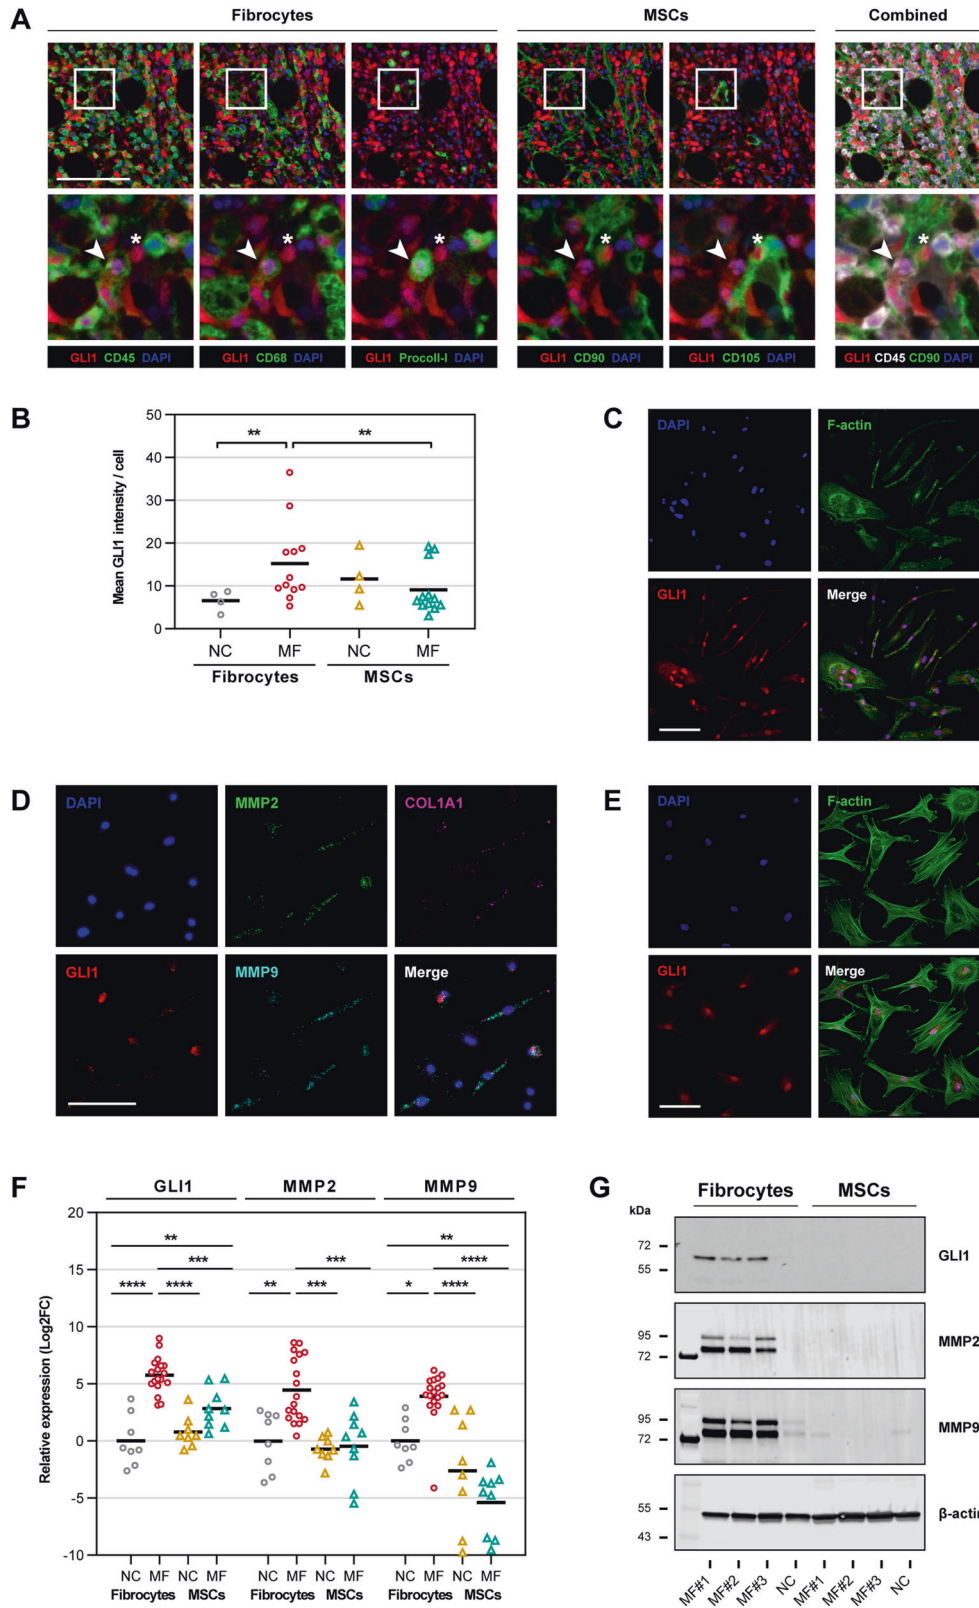 A
Fibrocytes MSCs Combined
* * * * * *
GLI1 CD45 DAPI GLI1 CD68 DAPI GLI1 Procoll-I DAPI GLI1 CD90 DAPI GLI1 CD105 DAPI GLI1 CD45 CD90 DAPI
B
Mean GLI1 intensity / cell
50
40
30
20
10
0
** **
NC MF NC MF
Fibrocytes MSCs
C
DAPI F-actin
GLI1 Merge
D
DAPI MMP2 COL1A1
GLI1 MMP9 Merge
E
DAPI F-actin
GLI1 Merge
F
GLI1 MMP2 MMP9
Relative expression (Log2FC)
20
15
10
5
0
-5
-10
** **
*** *** ****
**** **** ** *** * ****
NC MF NC MF NC MF NC MF NC MF NC MF
Fibrocytes MSCs Fibrocytes MSCs Fibrocytes MSCs
G
Fibrocytes MSCs
kDa
72
55
GLI1
95
72
MMP2
95
72
MMP9
55
43
β-actin
MF#1 MF#2 MF#3 NC MF#1 MF#2 MF#3 NC